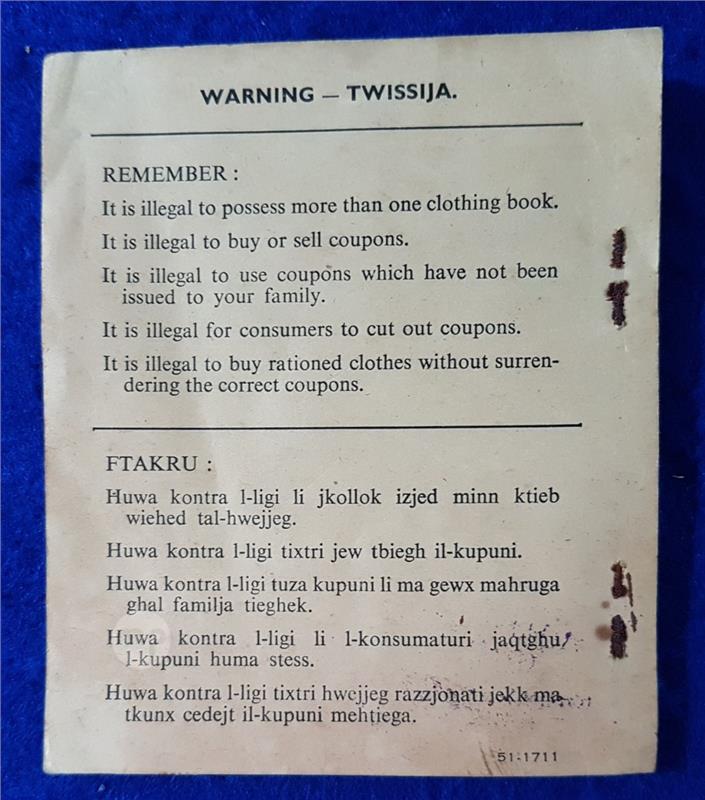 WARNING — TWISSIJA.
REMEMBER :
It is illegal to possess more than one clothing book.
It is illegal to buy or sell coupons.
It is illegal to use coupons which have not been
issued to your family.
It is illegal for consumers to cut out coupons.
It is illegal to buy rationed clothes without surren-
dering the correct coupons.
FTAKRU :
Huwa kontra l-ligi li jkollok izjed minn ktieb
wiehed tal-hwejjeg.
Huwa kontra l-ligi tixtri jew tbiegh il-kupuni.
Huwa kontra l-ligi tuza kupuni li ma gewx mahruga
ghal familja tieghek.
Huwa kontra l-ligi li l-konsumaturi jaqtghu
l-kupuni huma stess.
Huwa kontra l-ligi tixtri hwejjeg razzjonati jekk ma
tkunx cedejt il-kupuni mehtiega.
51-1711